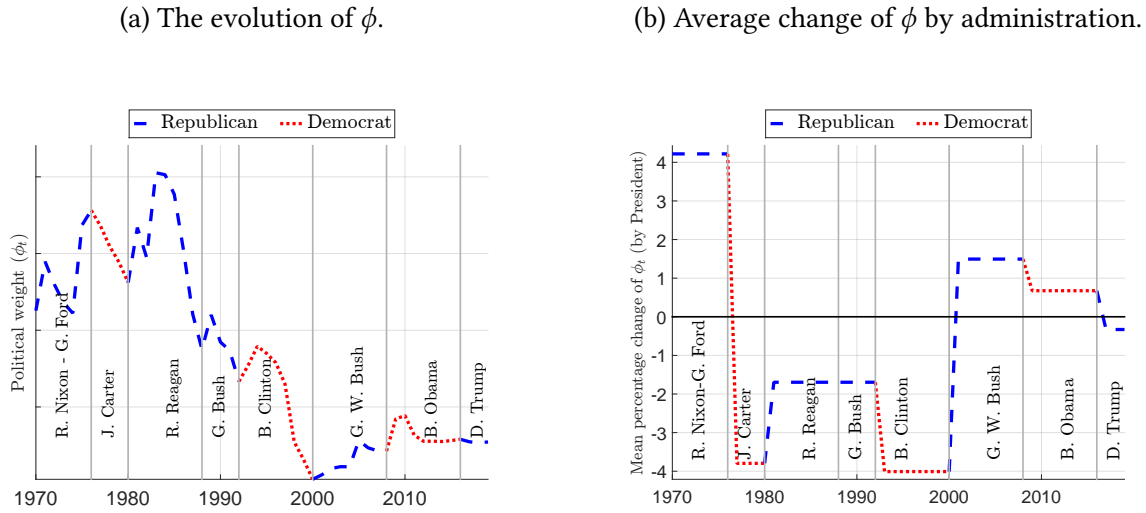 (a) The evolution of ϕ.
Republican Democrat
Political weight (ϕt)
R. Nixon - G. Ford
J. Carter
R. Reagan
G. Bush
B. Clinton
G. W. Bush
B. Obama
D. Trump
1970 1980 1990 2000 2010
(b) Average change of ϕ by administration.
Republican Democrat
Mean percentage change of ϕt (by President)
4
3
2
1
0
-1
-2
-3
-4
R. Nixon-G. Ford
J. Carter
R. Reagan
G. Bush
B. Clinton
G. W. Bush
B. Obama
D. Trump
1970 1980 1990 2000 2010